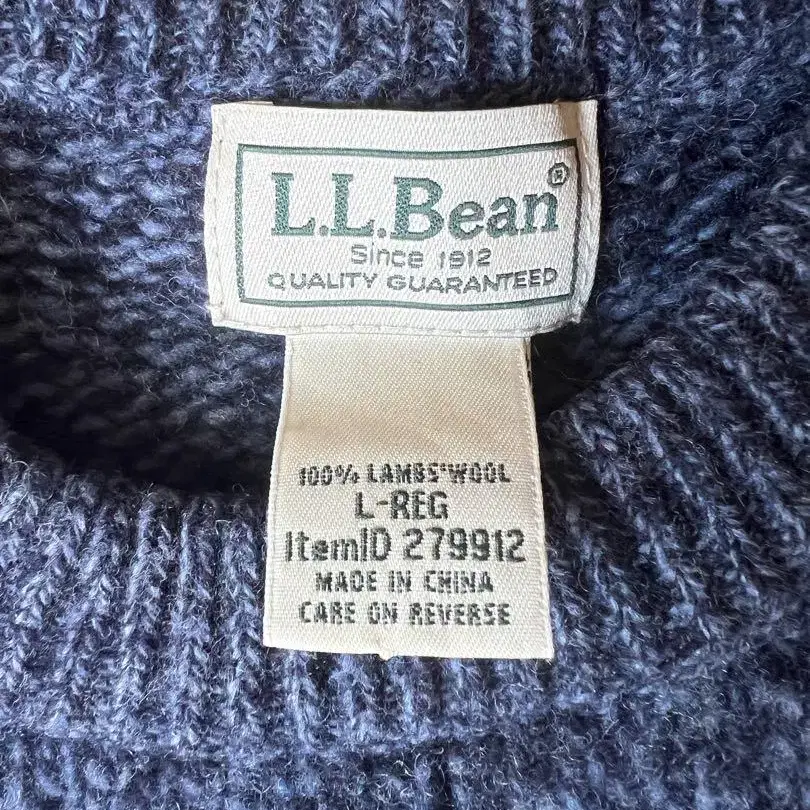 L.L.Bean®
Since 1912
QUALITY GUARANTEED
100% LAMBS'WOOL
L-REG
ItemID 279912
MADE IN CHINA
CARE ON REVERSE